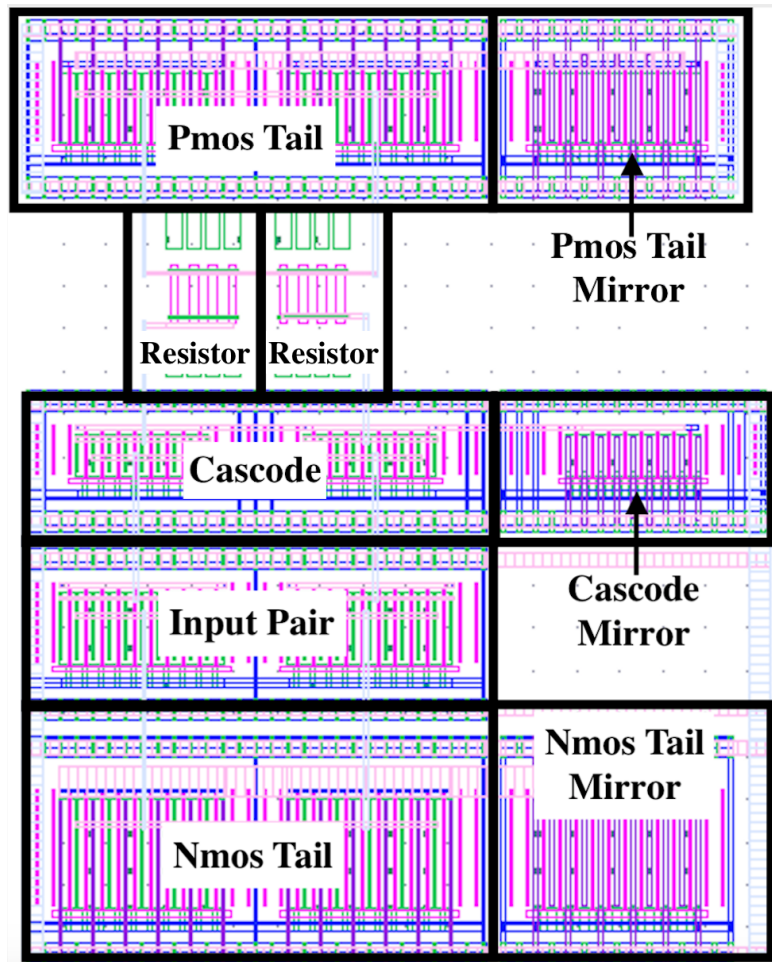 Pmos Tail
Pmos Tail
Mirror
Resistor
Resistor
Cascode
Cascode
Mirror
Input Pair
Nmos Tail
Mirror
Nmos Tail